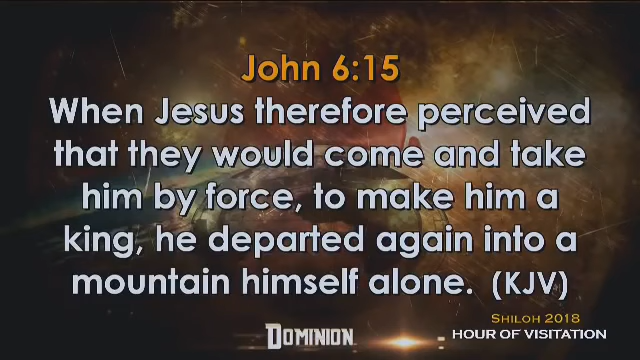 John 6:15
When Jesus therefore perceived
that they would come and take
him by force, to make him a
king, he departed again into a
mountain himself alone. (KJV)
SHILOH 2018
DOMINION
HOUR OF VISITATION